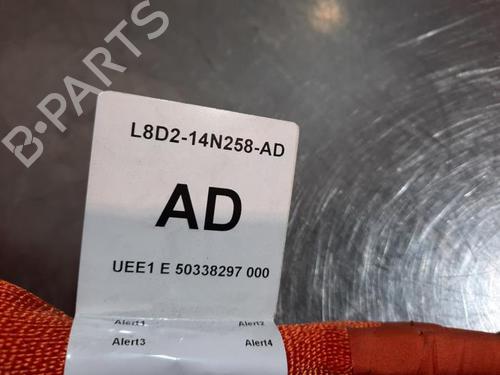 B-PARTS
L8D2-14N258-AD
AD
UEE1 E 50338297 000
Alert1 Alert2
Alert3 Alert4